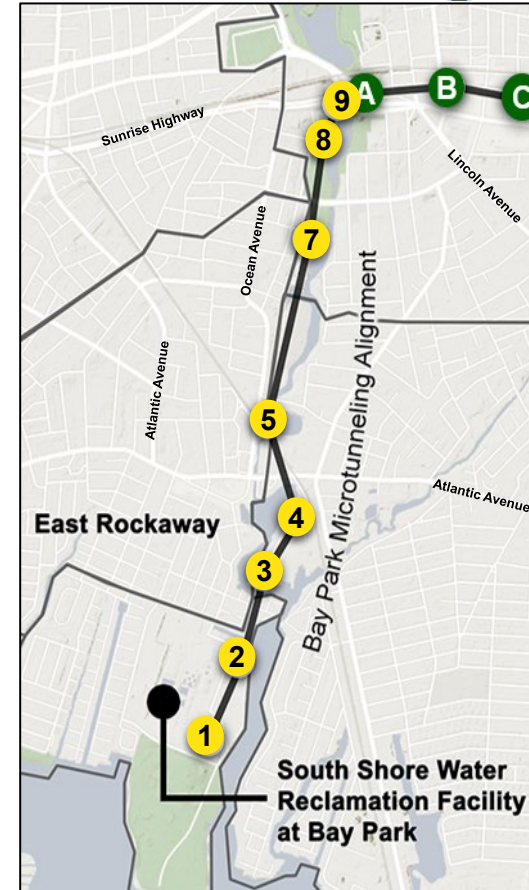 9
A
B
C
Sunrise Highway
8
Lincoln Avenue
Ocean Avenue
7
Bay Park Microtunneling Alignment
Atlantic Avenue
5
Atlantic Avenue
East Rockaway
4
3
2
1
South Shore Water
Reclamation Facility
at Bay Park